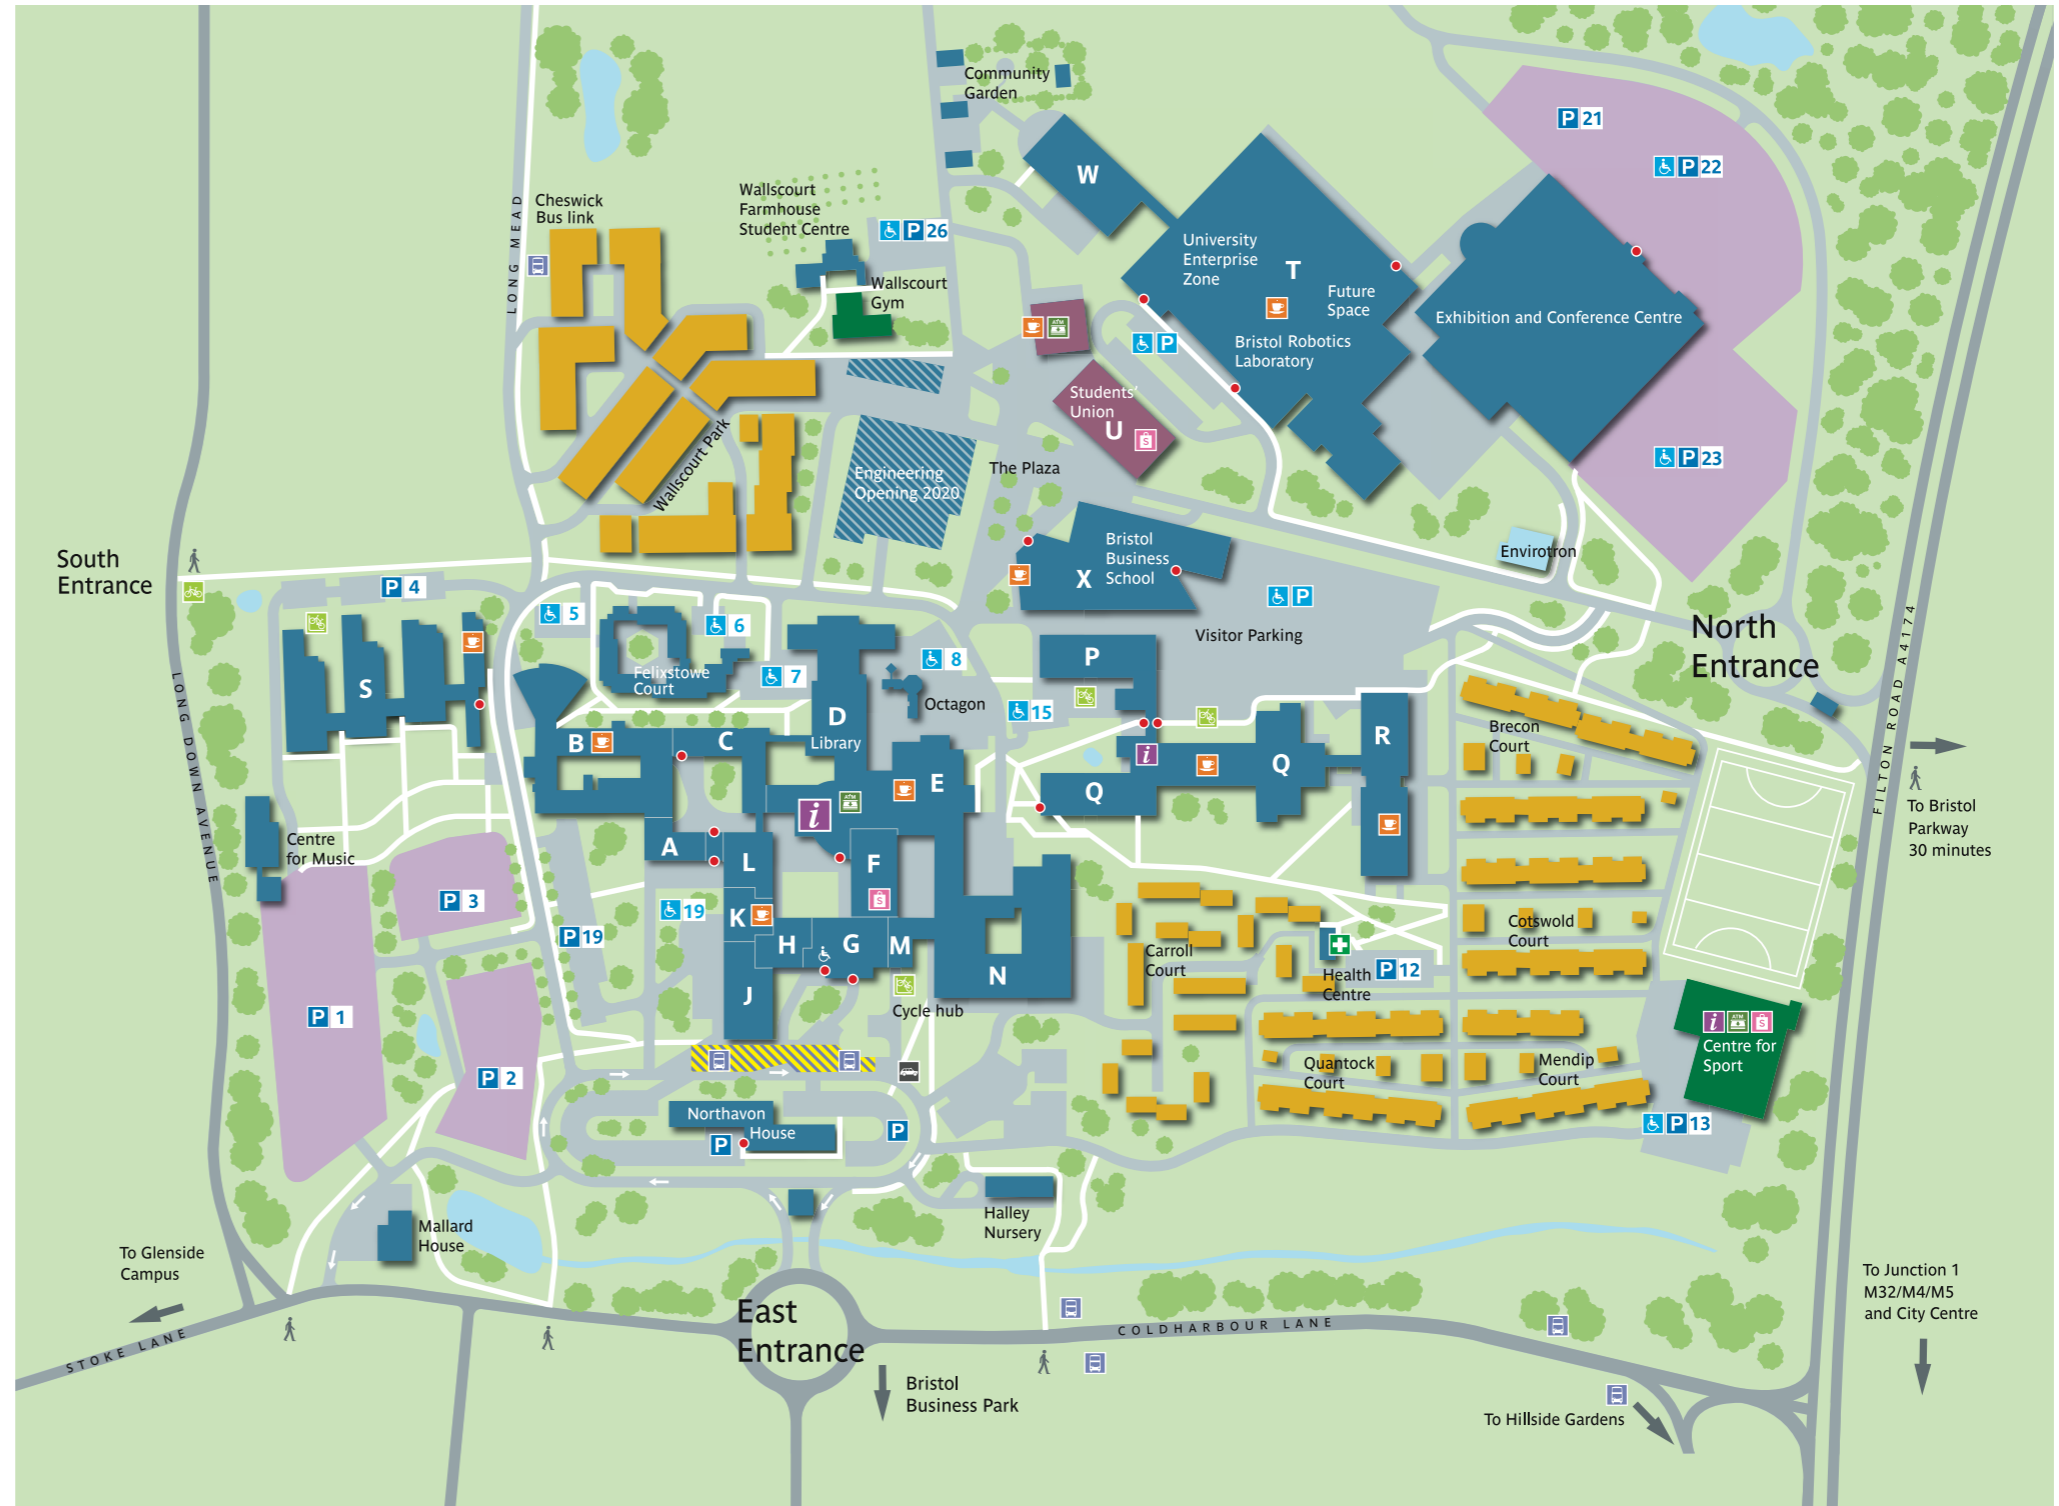 Community
Garden
P 21
P 22
W
Cheswick
Bus link
Wallscourt
Farmhouse
Student Centre
P 26
LONG MEAD
University
Enterprise
Zone
T
Future
Space
Wallscourt
Gym
Exhibition and Conference Centre
ATM
P
Bristol Robotics
Laboratory
Students'
Union
U
S
Wallscourt Park
The Plaza
P 23
Engineering
Opening 2020
Bristol
Business
School
X
Envirotron
South
Entrance
P 4
5
6
P
Visitor Parking
North
Entrance
FILTON ROAD A4174
S
Felixstowe
Court
7
8
P
Octagon
15
D
Library
LONG DOWN AVENUE
B
C
E
i
Q
Q
R
Brecon
Court
To Bristol
Parkway
30 minutes
i
ATM
Centre
for Music
A
L
F
S
P 3
19
K
P 19
H
G
M
N
J
Cycle hub
Carroll
Court
Health
Centre
P 12
Cotswold
Court
P 1
P 2
i
ATM
S
Centre for
Sport
Quantock
Court
Mendip
Court
P 13
Northavon
House
P
P
Mallard
House
Halley
Nursery
To Glenside
Campus
STOKE LANE
East
Entrance
COLDHARBOUR LANE
To Junction 1
M32/M4/M5
and City Centre
Bristol
Business Park
To Hillside Gardens